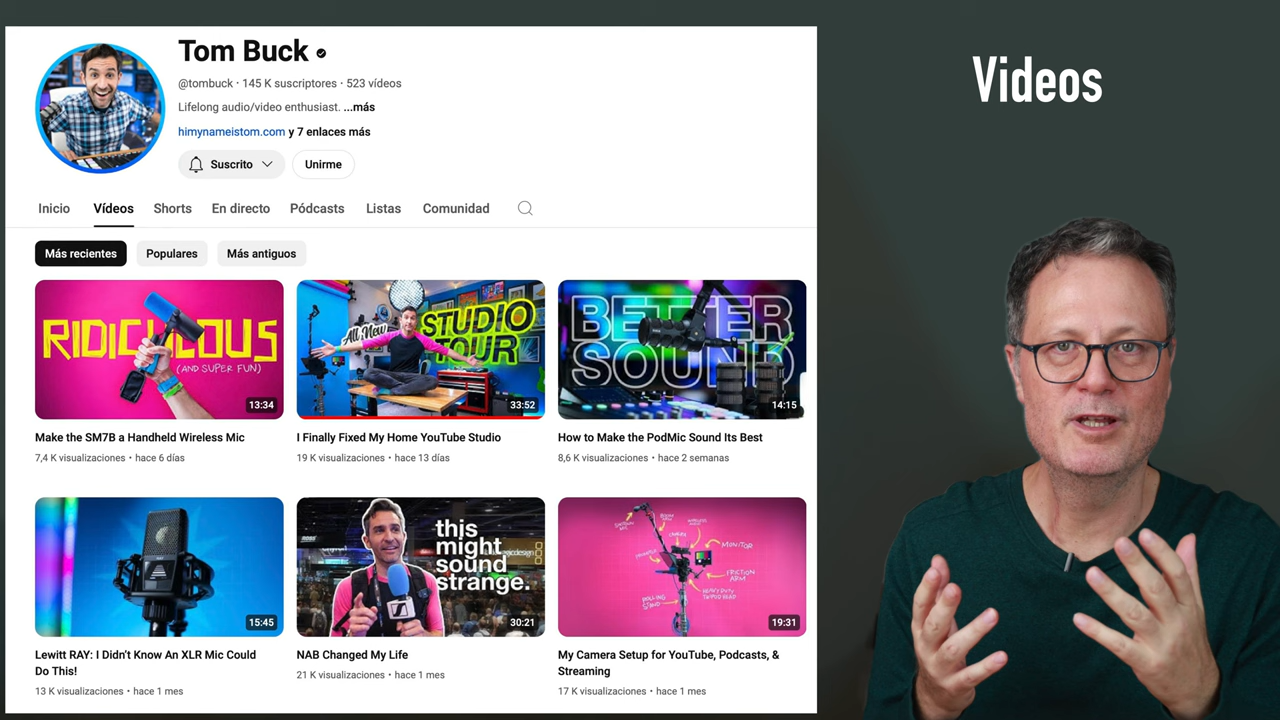 Tom Buck
@tombuck · 145 K suscriptores · 523 vídeos
Lifelong audio/video enthusiast. ...más
himynameistom.com y 7 enlaces más
Suscrito
Unirme
Inicio
Vídeos
Shorts
En directo
Pódcasts
Listas
Comunidad
Más recientes
Populares
Más antiguos
RIDICULOUS
(AND SUPER FUN)
13:34
All New
STUDIO
TOUR
33:52
BETTER
SOUND
14:15
Make the SM7B a Handheld Wireless Mic
7,4 K visualizaciones • hace 6 días
I Finally Fixed My Home YouTube Studio
19 K visualizaciones • hace 13 días
How to Make the PodMic Sound Its Best
8,6 K visualizaciones • hace 2 semanas
15:45
this
might
sound
strange.
30:21
MONITOR
FRICTION
ARM
ROLLING
STAND
19:31
Lewitt RAY: I Didn't Know An XLR Mic Could
Do This!
13 K visualizaciones • hace 1 mes
NAB Changed My Life
21 K visualizaciones • hace 1 mes
My Camera Setup for YouTube, Podcasts, &
Streaming
17 K visualizaciones • hace 1 mes
Videos